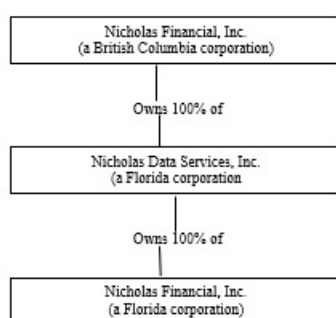 Nicholas Financial, Inc.
(a British Columbia corporation)
Owns 100% of
Nicholas Data Services, Inc.
(a Florida corporation
Owns 100% of
Nicholas Financial, Inc.
(a Florida corporation)